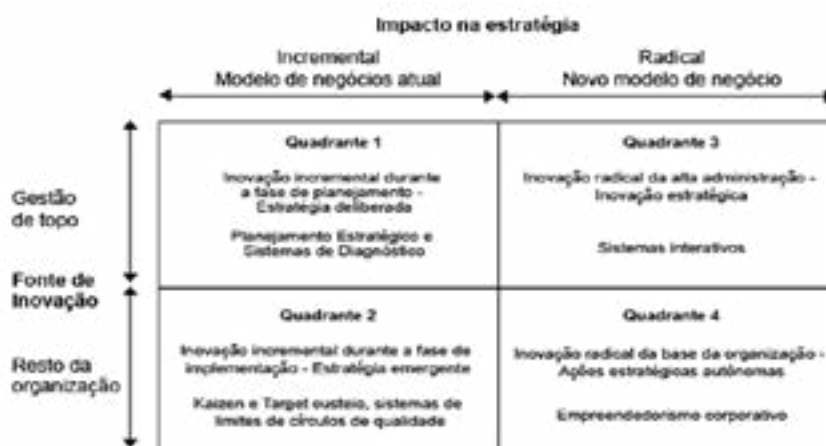 Impacto na estratégia
Incremental
Modelo de negócios atual
Radical
Novo modelo de negócio
Gestão
de topo
Fonte de
Inovação
Resto da
organização
Quadrante 1
Inovação incremental durante
a fase de planejamento -
Estratégia deliberada
Planejamento Estratégico e
Sistemas de Diagnóstico
Quadrante 3
Inovação radical da alta administração -
Inovação estratégica
Sistemas interativos
Quadrante 2
Inovação incremental durante a fase de
implementação - Estratégia emergente
Kaizen e Target custeio, sistemas de
limites de círculos de qualidade
Quadrante 4
Inovação radical da base da organização -
Ações estratégicas autônomas
Empreendedorismo corporativo